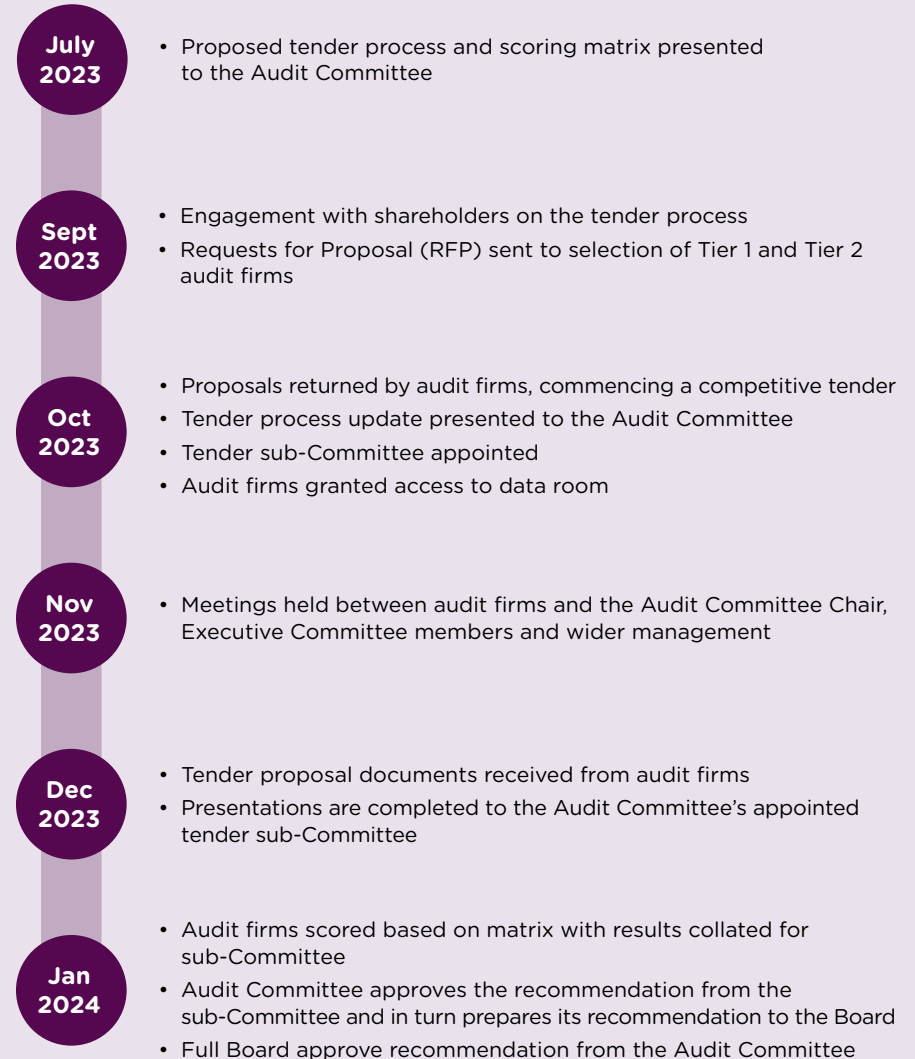 July
2023
• Proposed tender process and scoring matrix presented
to the Audit Committee
Sept
2023
• Engagement with shareholders on the tender process
• Requests for Proposal (RFP) sent to selection of Tier 1 and Tier 2
audit firms
Oct
2023
• Proposals returned by audit firms, commencing a competitive tender
• Tender process update presented to the Audit Committee
• Tender sub-Committee appointed
• Audit firms granted access to data room
Nov
2023
• Meetings held between audit firms and the Audit Committee Chair,
Executive Committee members and wider management
Dec
2023
• Tender proposal documents received from audit firms
• Presentations are completed to the Audit Committee’s appointed
tender sub-Committee
Jan
2024
• Audit firms scored based on matrix with results collated for
sub-Committee
• Audit Committee approves the recommendation from the
sub-Committee and in turn prepares its recommendation to the Board
• Full Board approve recommendation from the Audit Committee